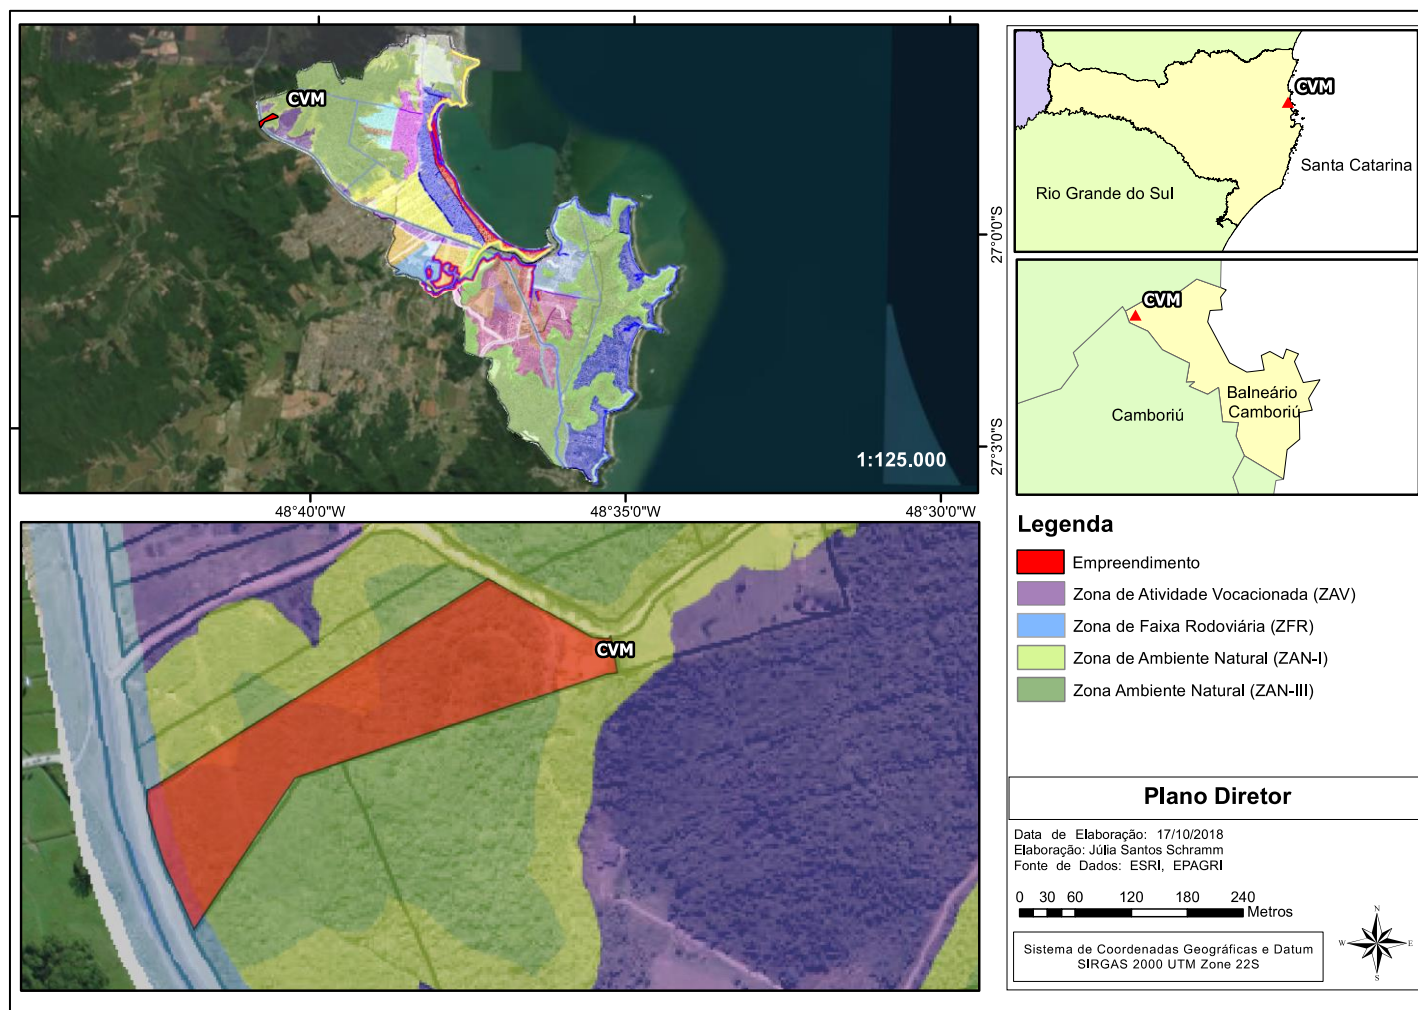 CVM
1:125.000
27°0'0"S
27°3'0"S
48°40'0"W
48°35'0"W
48°30'0"W
CVM
CVM
Santa Catarina
Rio Grande do Sul
CVM
Balneário
Camboriú
Camboriú
Legenda
Empreendimento
Zona de Atividade Vocacionada (ZAV)
Zona de Faixa Rodoviária (ZFR)
Zona de Ambiente Natural (ZAN-I)
Zona Ambiente Natural (ZAN-III)
Plano Diretor
Data de Elaboração: 17/10/2018
Elaboração: Júlia Santos Schramm
Fonte de Dados: ESRI, EPAGRI
0 30 60 120 180 240
Metros
N
W E
S
Sistema de Coordenadas Geográficas e Datum
SIRGAS 2000 UTM Zone 22S